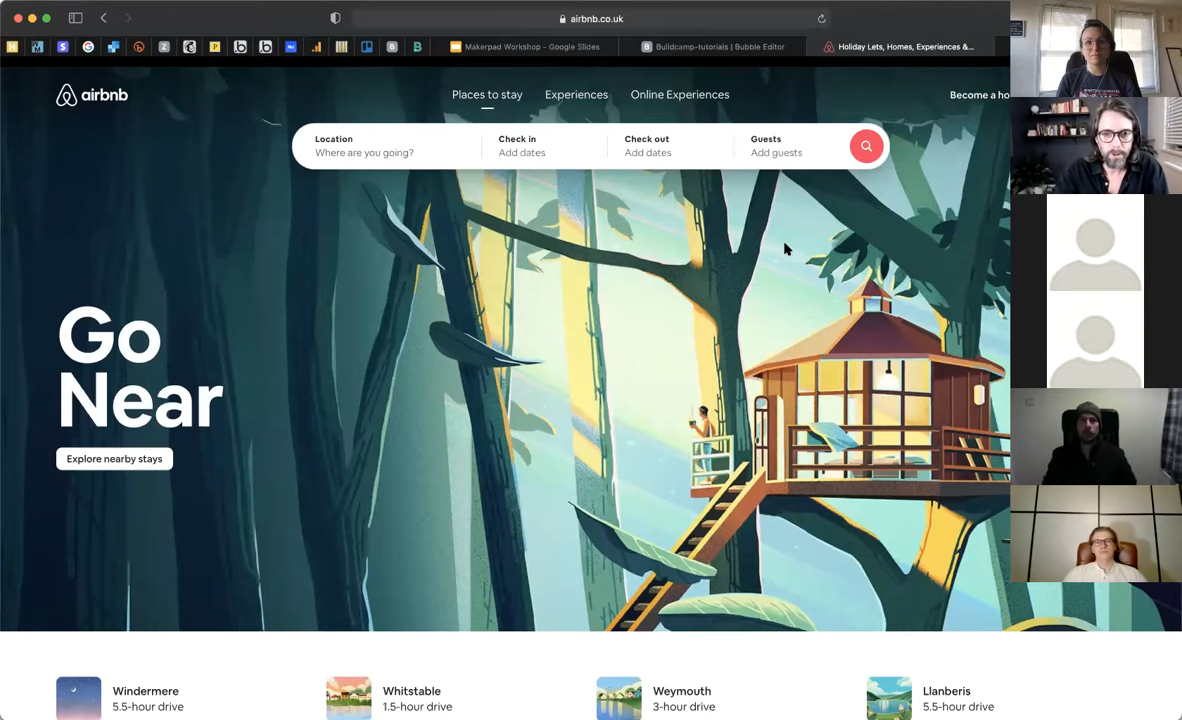 airbnb.co.uk
Makerpad Workshop - Google Slides
Buildcamp-tutorials | Bubble Editor
Holiday Lets, Homes, Experiences &...
airbnb
Places to stay
Experiences
Online Experiences
Become a ho
Location
Where are you going?
Check in
Add dates
Check out
Add dates
Guests
Add guests
Go
Near
Explore nearby stays
Windermere
5.5-hour drive
Whitstable
1.5-hour drive
Weymouth
3-hour drive
Llanberis
5.5-hour drive